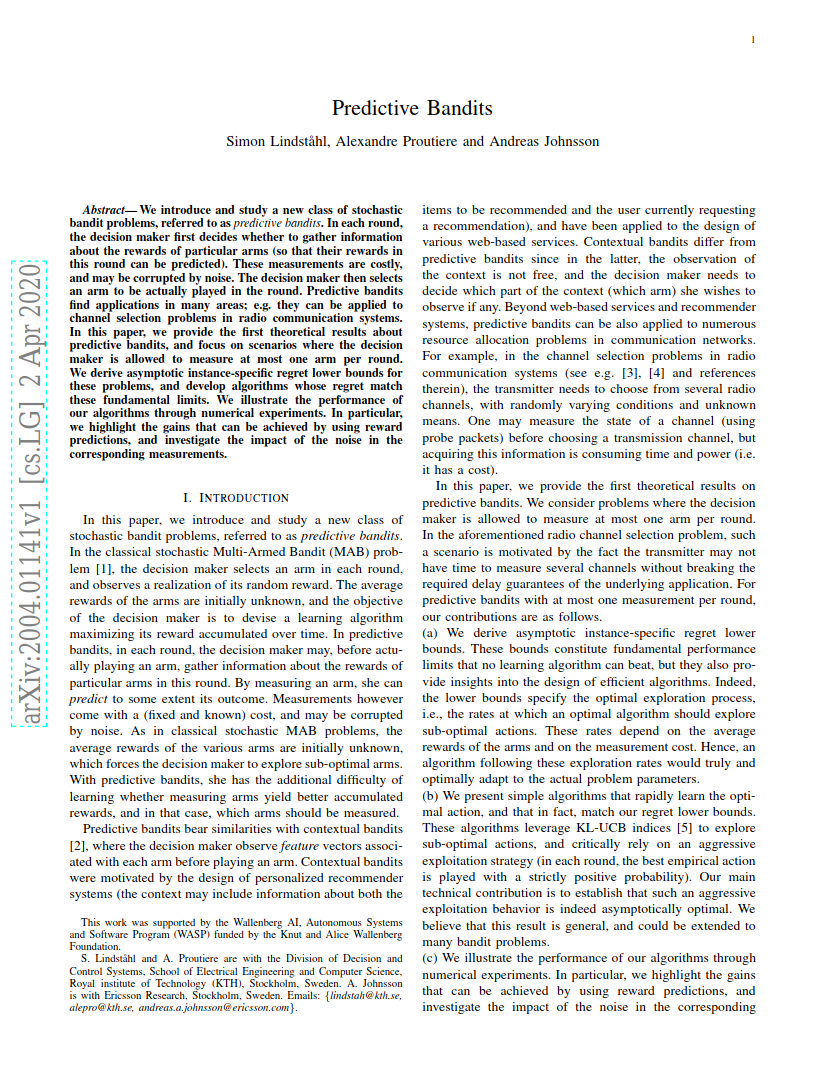 1
Predictive Bandits
Simon Lindståhl, Alexandre Proutiere and Andreas Johnsson
arXiv:2004.01141v1 [cs.LG] 2 Apr 2020
Abstract— We introduce and study a new class of stochastic
bandit problems, referred to as predictive bandits. In each round,
the decision maker first decides whether to gather information
about the rewards of particular arms (so that their rewards in
this round can be predicted). These measurements are costly,
and may be corrupted by noise. The decision maker then selects
an arm to be actually played in the round. Predictive bandits
find applications in many areas; e.g. they can be applied to
channel selection problems in radio communication systems.
In this paper, we provide the first theoretical results about
predictive bandits, and focus on scenarios where the decision
maker is allowed to measure at most one arm per round.
We derive asymptotic instance-specific regret lower bounds for
these problems, and develop algorithms whose regret match
these fundamental limits. We illustrate the performance of
our algorithms through numerical experiments. In particular,
we highlight the gains that can be achieved by using reward
predictions, and investigate the impact of the noise in the
corresponding measurements.
I. INTRODUCTION
In this paper, we introduce and study a new class of
stochastic bandit problems, referred to as predictive bandits.
In the classical stochastic Multi-Armed Bandit (MAB) prob-
lem [1], the decision maker selects an arm in each round,
and observes a realization of its random reward. The average
rewards of the arms are initially unknown, and the objective
of the decision maker is to devise a learning algorithm
maximizing its reward accumulated over time. In predictive
bandits, in each round, the decision maker may, before actu-
ally playing an arm, gather information about the rewards of
particular arms in this round. By measuring an arm, she can
predict to some extent its outcome. Measurements however
come with a (fixed and known) cost, and may be corrupted
by noise. As in classical stochastic MAB problems, the
average rewards of the various arms are initially unknown,
which forces the decision maker to explore sub-optimal arms.
With predictive bandits, she has the additional difficulty of
learning whether measuring arms yield better accumulated
rewards, and in that case, which arms should be measured.
Predictive bandits bear similarities with contextual bandits
[2], where the decision maker observe feature vectors associ-
ated with each arm before playing an arm. Contextual bandits
were motivated by the design of personalized recommender
systems (the context may include information about both the
This work was supported by the Wallenberg AI, Autonomous Systems
and Software Program (WASP) funded by the Knut and Alice Wallenberg
Foundation.
S. Lindståhl and A. Proutiere are with the Division of Decision and
Control Systems, School of Electrical Engineering and Computer Science,
Royal institute of Technology (KTH), Stockholm, Sweden. A. Johnsson
is with Ericsson Research, Stockholm, Sweden. Emails: {lindstah@kth.se,
alepro@kth.se, andreas.a.johnsson@ericsson.com}.
items to be recommended and the user currently requesting
a recommendation), and have been applied to the design of
various web-based services. Contextual bandits differ from
predictive bandits since in the latter, the observation of
the context is not free, and the decision maker needs to
decide which part of the context (which arm) she wishes to
observe if any. Beyond web-based services and recommender
systems, predictive bandits can be also applied to numerous
resource allocation problems in communication networks.
For example, in the channel selection problems in radio
communication systems (see e.g. [3], [4] and references
therein), the transmitter needs to choose from several radio
channels, with randomly varying conditions and unknown
means. One may measure the state of a channel (using
probe packets) before choosing a transmission channel, but
acquiring this information is consuming time and power (i.e.
it has a cost).
In this paper, we provide the first theoretical results on
predictive bandits. We consider problems where the decision
maker is allowed to measure at most one arm per round.
In the aforementioned radio channel selection problem, such
a scenario is motivated by the fact the transmitter may not
have time to measure several channels without breaking the
required delay guarantees of the underlying application. For
predictive bandits with at most one measurement per round,
our contributions are as follows.
(a) We derive asymptotic instance-specific regret lower
bounds. These bounds constitute fundamental performance
limits that no learning algorithm can beat, but they also pro-
vide insights into the design of efficient algorithms. Indeed,
the lower bounds specify the optimal exploration process,
i.e., the rates at which an optimal algorithm should explore
sub-optimal actions. These rates depend on the average
rewards of the arms and on the measurement cost. Hence, an
algorithm following these exploration rates would truly and
optimally adapt to the actual problem parameters.
(b) We present simple algorithms that rapidly learn the opti-
mal action, and that in fact, match our regret lower bounds.
These algorithms leverage KL-UCB indices [5] to explore
sub-optimal actions, and critically rely on an aggressive
exploitation strategy (in each round, the best empirical action
is played with a strictly positive probability). Our main
technical contribution is to establish that such an aggressive
exploitation behavior is indeed asymptotically optimal. We
believe that this result is general, and could be extended to
many bandit problems.
(c) We illustrate the performance of our algorithms through
numerical experiments. In particular, we highlight the gains
that can be achieved by using reward predictions, and
investigate the impact of the noise in the corresponding